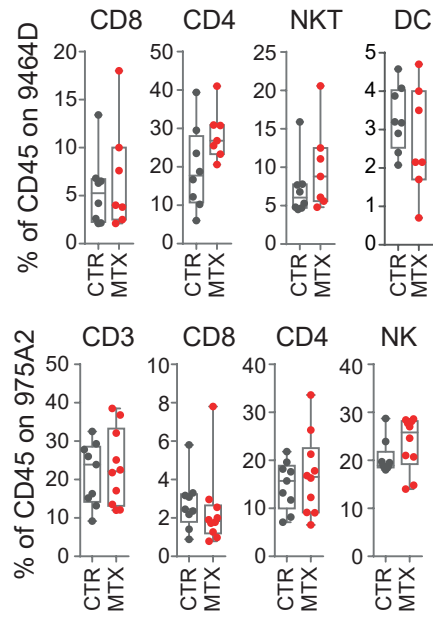 CD8 CD4 NKT DC
% of CD45 on 9464D
20 50 25 5
15 40 20 4
10 30 15 3
5 20 10 2
10 5 1
0 0 0 0
CTR MTX CTR MTX CTR MTX CTR MTX
CD3 CD8 CD4 NK
% of CD45 on 975A2
50 8 40 40
40 6 30 30
30 4 20 20
20 2 10 10
10
0 0 0 0
CTR MTX CTR MTX CTR MTX CTR MTX